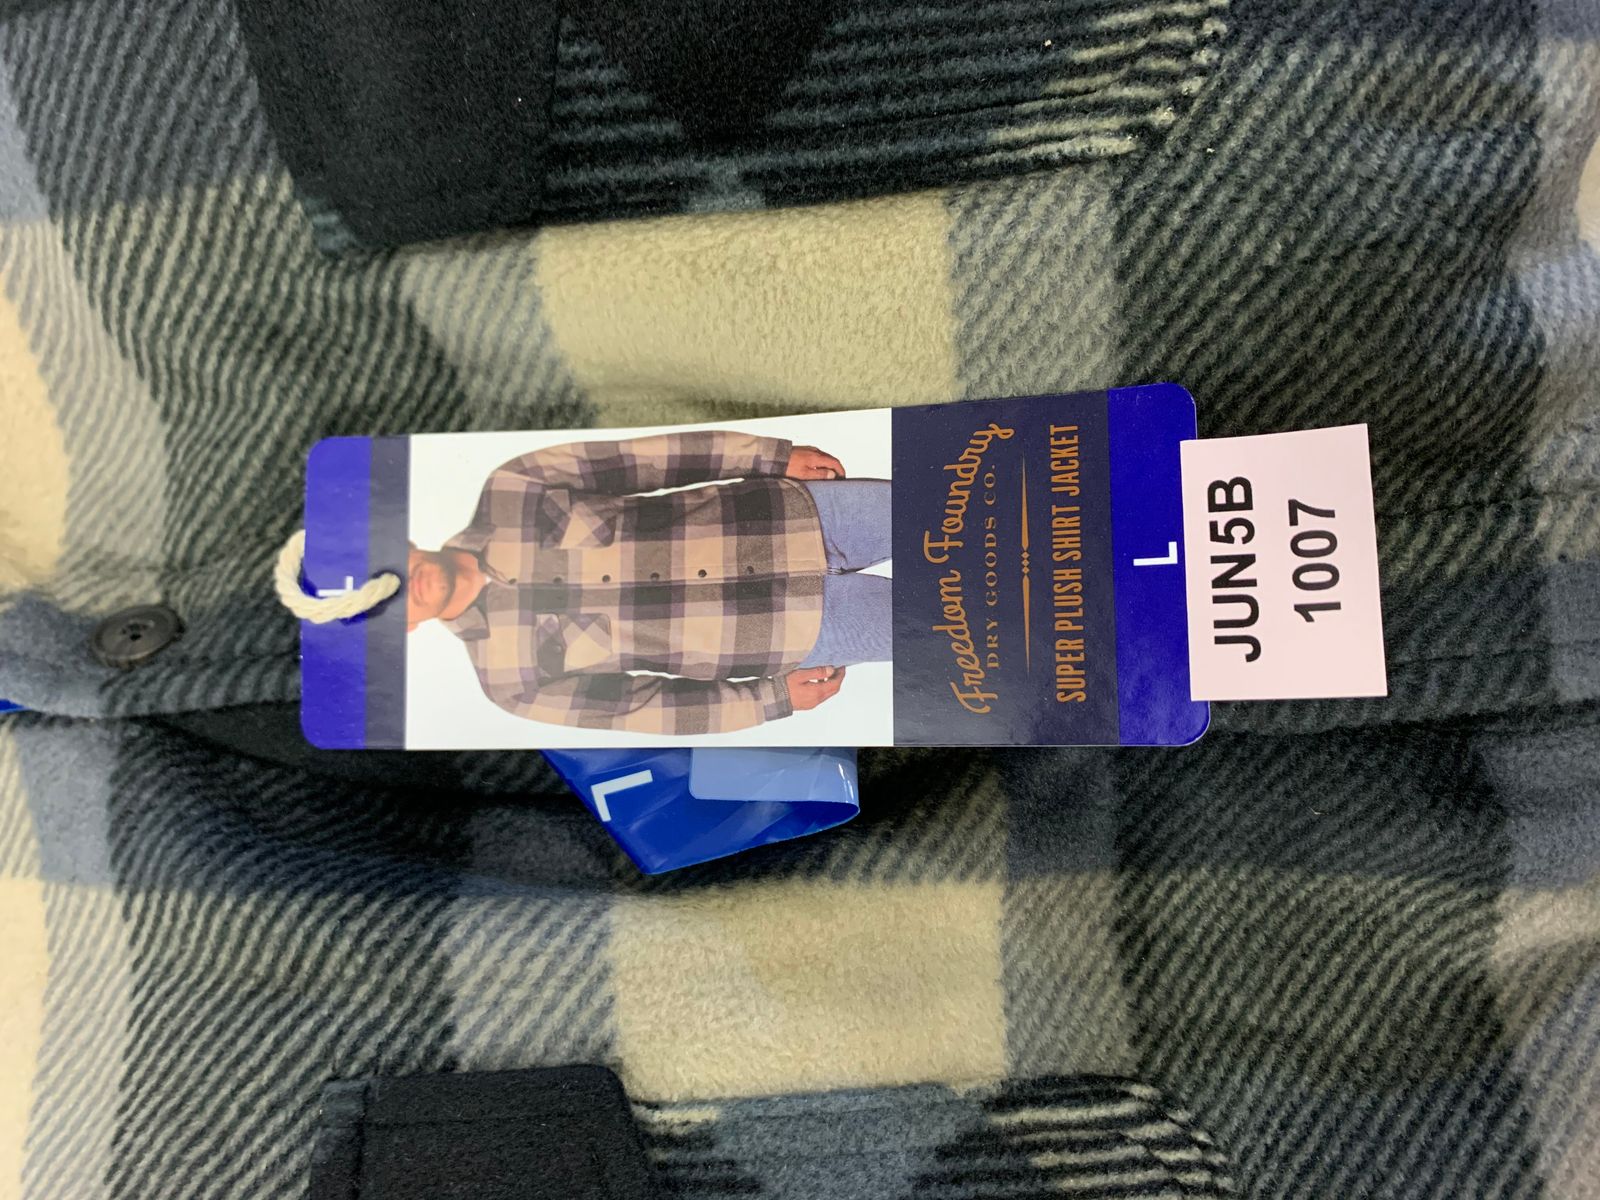 L
Freedom Foundry
DRY GOODS CO.
SUPER PLUSH SHIRT JACKET
L
JUN5B
1007
L